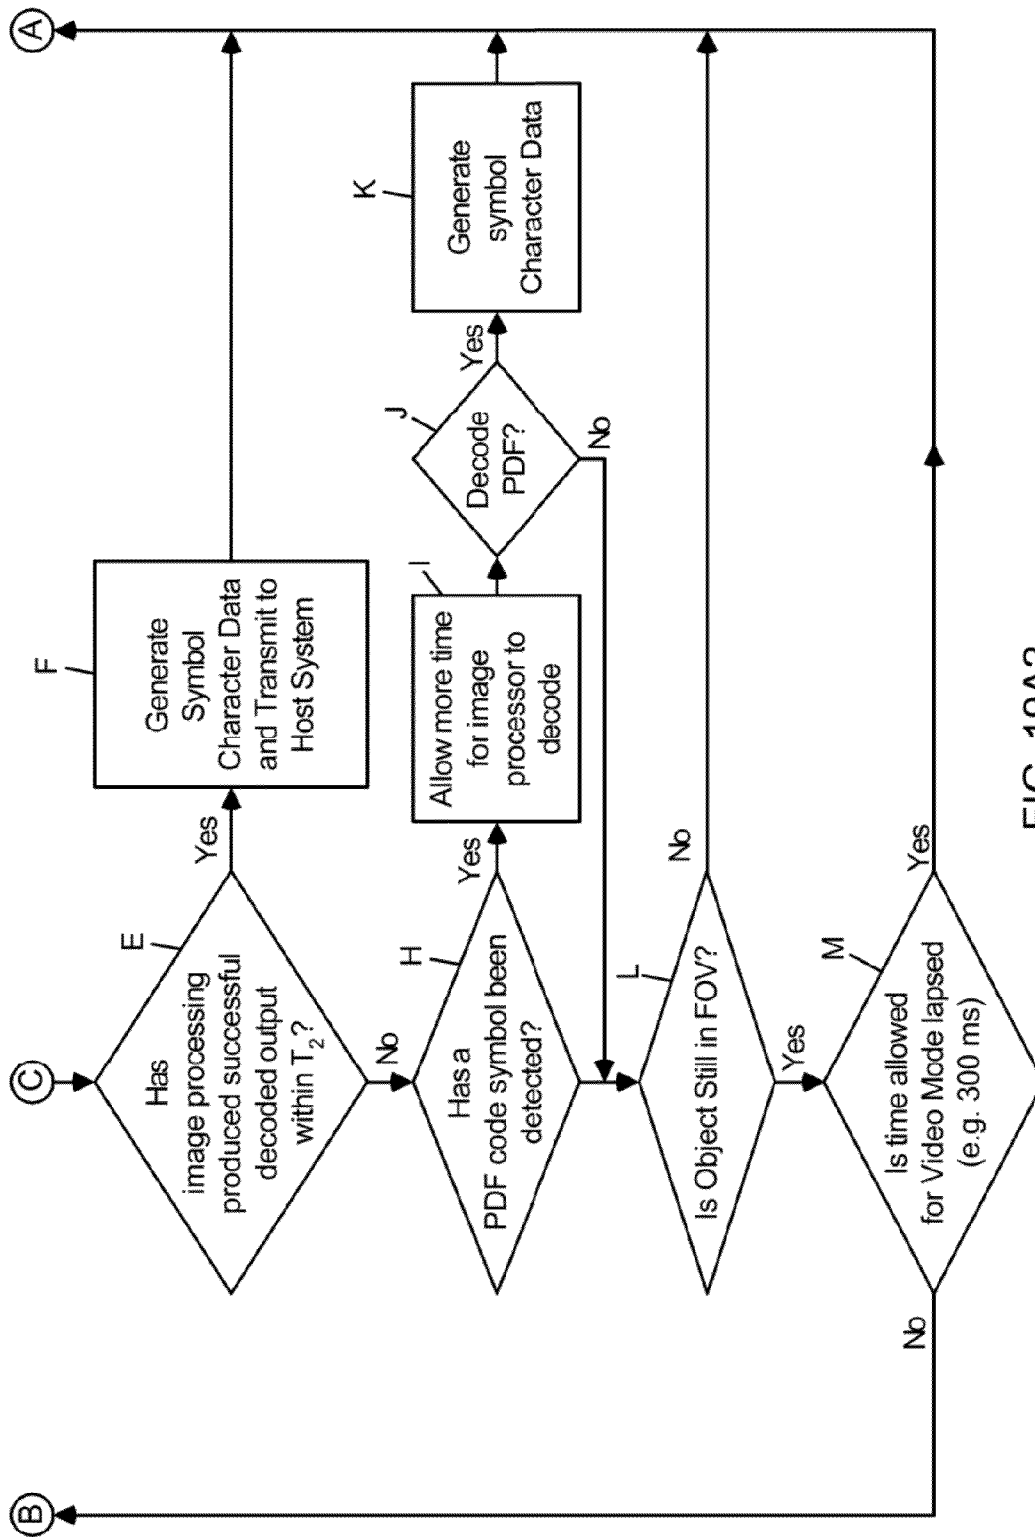 C
B
A
E
Has
image processing
produced successful
decoded output
within T2?
Yes
F
Generate
Symbol
Character Data
and Transmit to
Host System
No
H
Has a
PDF code symbol been
detected?
Yes
I
Allow more time
for image
processor to
decode
J
Decode
PDF?
Yes
No
K
Generate
symbol
Character Data
L
Is Object Still in FOV?
No
Yes
M
Is time allowed
for Video Mode lapsed
(e.g. 300 ms)
Yes
No